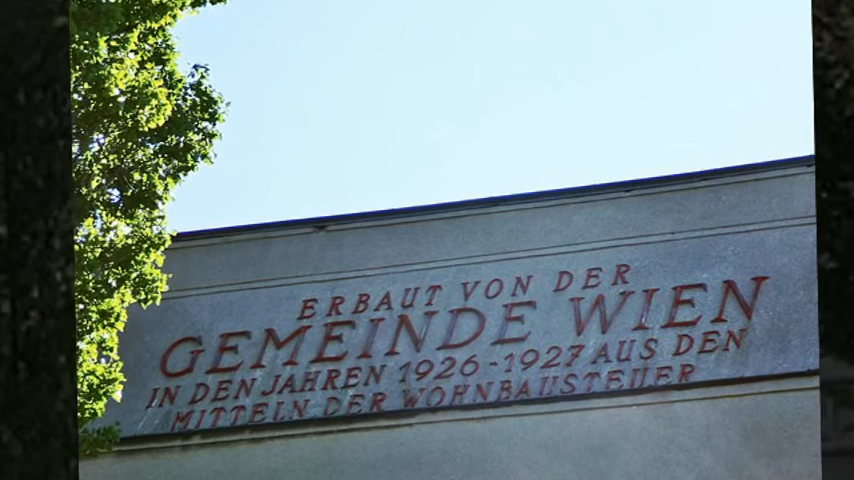 ERBAUT VON DER
GEMEINDE WIEN
IN DEN JAHREN 1926-1927 AUS DEN
MITTELN DER WOHNBAUSTEUER